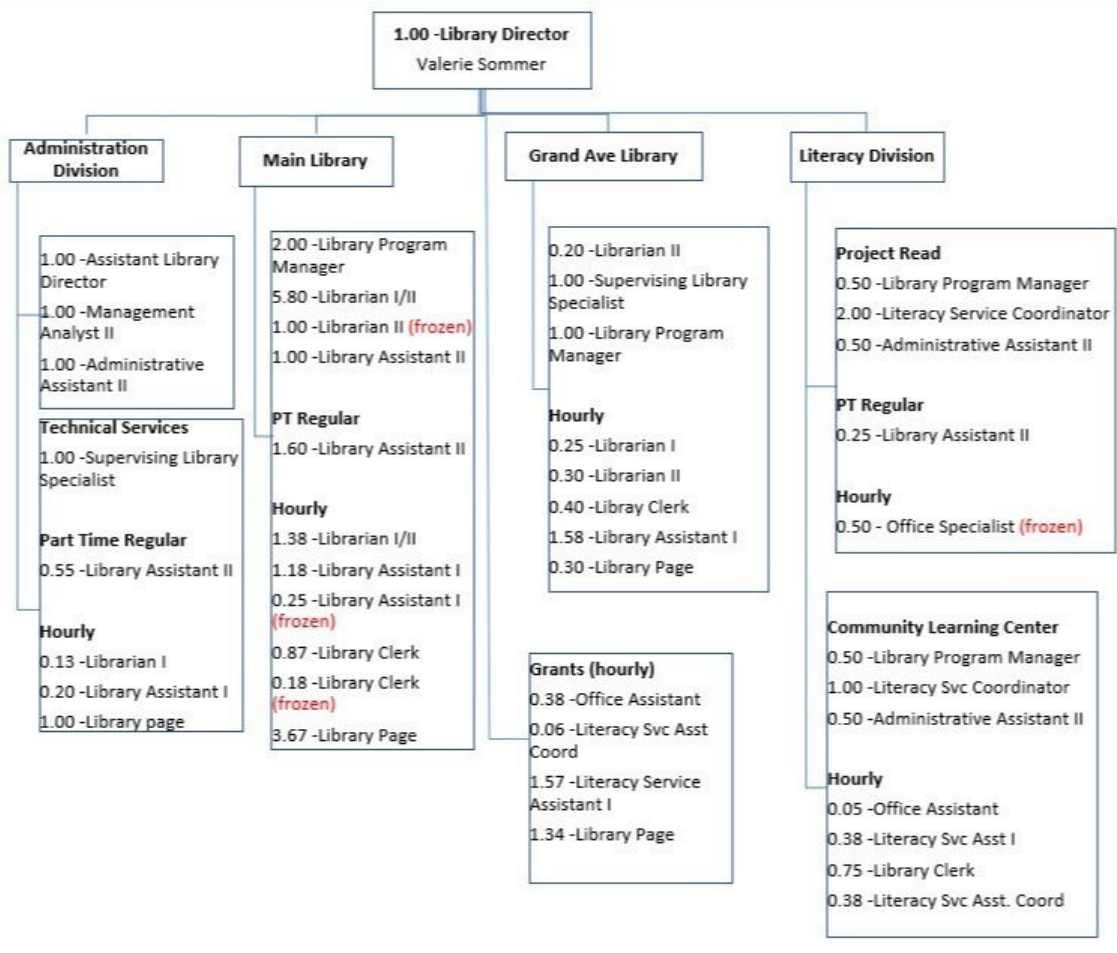 1.00 -Library Director
Valerie Sommer
Administration
Division
1.00 -Assistant Library
Director
1.00 -Management
Analyst II
1.00 -Administrative
Assistant II
Technical Services
1.00 -Supervising Library
Specialist
Part Time Regular
0.55 -Library Assistant II
Hourly
0.13 -Librarian I
0.20 -Library Assistant I
1.00 -Library page
Main Library
2.00 -Library Program
Manager
5.80 -Librarian I/II
1.00 -Librarian II (frozen)
1.00 -Library Assistant II
PT Regular
1.60 -Library Assistant II
Hourly
1.38 -Librarian I/II
1.18 -Library Assistant I
0.25 -Library Assistant I
(frozen)
0.87 -Library Clerk
0.18 -Library Clerk
(frozen)
3.67 -Library Page
Grand Ave Library
0.20 -Librarian II
1.00 -Supervising Library
Specialist
1.00 -Library Program
Manager
Hourly
0.25 -Librarian I
0.30 -Librarian II
0.40 -Libray Clerk
1.58 -Library Assistant I
0.30 -Library Page
Grants (hourly)
0.38 -Office Assistant
0.06 -Literacy Svc Asst
Coord
1.57 -Literacy Service
Assistant I
1.34 -Library Page
Literacy Division
Project Read
0.50 -Library Program Manager
2.00 -Literacy Service Coordinator
0.50 -Administrative Assistant II
PT Regular
0.25 -Library Assistant II
Hourly
0.50 - Office Specialist (frozen)
Community Learning Center
0.50 -Library Program Manager
1.00 -Literacy Svc Coordinator
0.50 -Administrative Assistant II
Hourly
0.05 -Office Assistant
0.38 -Literacy Svc Asst I
0.75 -Library Clerk
0.38 -Literacy Svc Asst. Coord